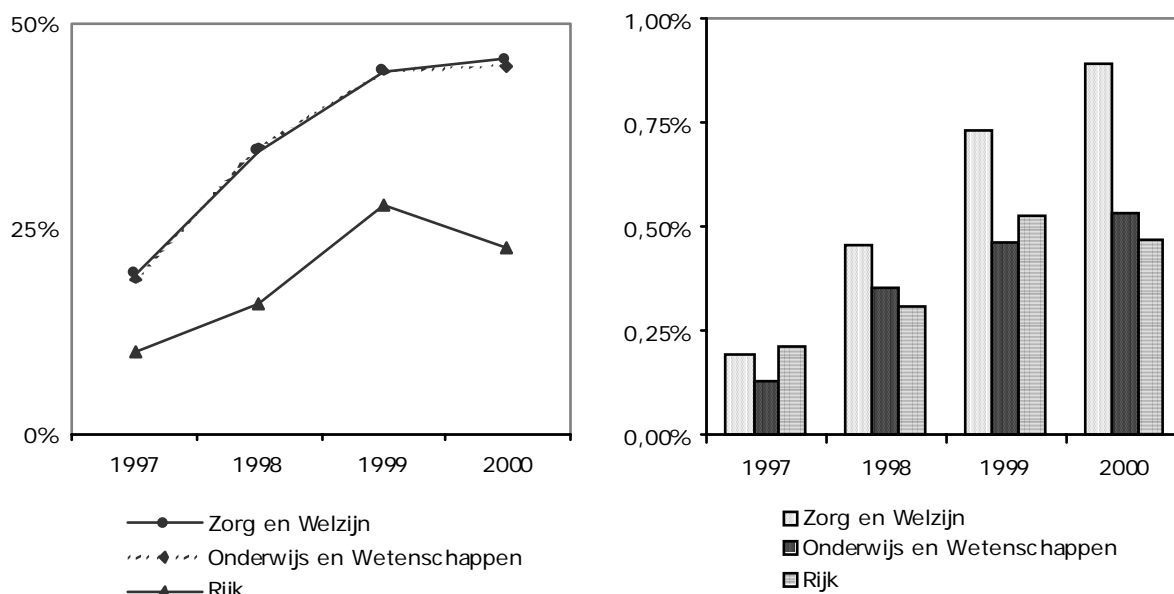 50%
25%
0%
1997 1998 1999 2000
Zorg en Welzijn
Onderwijs en Wetenschappen
Rijk
1,00%
0,75%
0,50%
0,25%
0,00%
1997 1998 1999 2000
Zorg en Welzijn
Onderwijs en Wetenschappen
Rijk